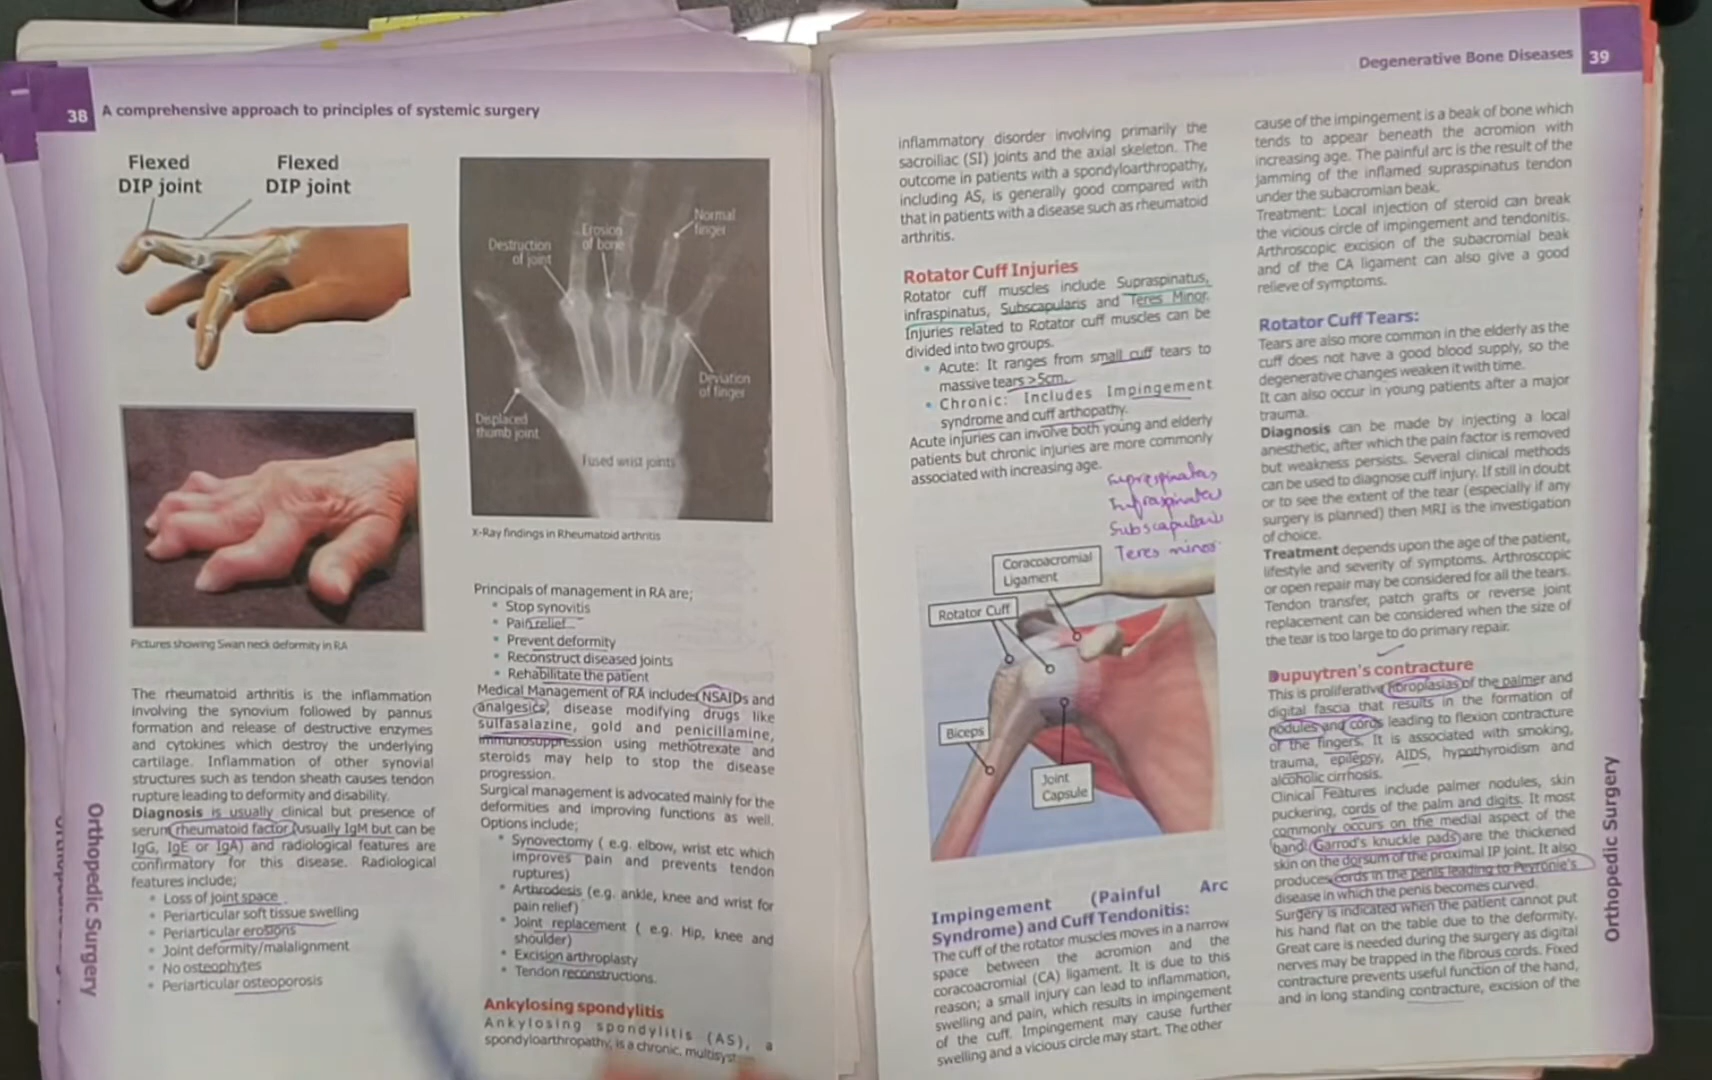 38
A comprehensive approach to principles of systemic surgery
Flexed
DIP joint
Flexed
DIP joint
Pictures showing Swan neck deformity in RA
The rheumatoid arthritis is the inflammation
involving the synovium followed by pannus
formation and release of destructive enzymes
and cytokines which destroy the underlying
cartilage. Inflammation of other synovial
structures such as tendon sheath causes tendon
rupture leading to deformity and disability.
Diagnosis is usually clinical but presence of
serum rheumatoid factor (usually IgM but can be
IgG, IgE or IgA) and radiological features are
confirmatory for this disease. Radiological
features include;
• Loss of joint space
• Periarticular soft tissue swelling
• Periarticular erosions
• Joint deformity/malalignment
• No osteophytes
• Periarticular osteoporosis
Orthopedic Surgery
Destruction
of joint
Erosion
of bone
Normal
finger
Deviation
of finger
Displaced
thumb joint
Fused wrist joints
X-Ray findings in Rheumatoid arthritis
Principals of management in RA are;
• Stop synovitis
• Pain relief
• Prevent deformity
• Reconstruct diseased joints
• Rehabilitate the patient
Medical Management of RA includes NSAIDs and
analgesics, disease modifying drugs like
sulfasalazine, gold and penicillamine,
immunosuppression using methotrexate and
steroids may help to stop the disease
progression.
Surgical management is advocated mainly for the
deformities and improving functions as well.
Options include;
• Synovectomy ( e.g. elbow, wrist etc which
improves pain and prevents tendon
ruptures)
• Arthrodesis (e.g. ankle, knee and wrist for
pain relief)
• Joint replacement ( e.g. Hip, knee and
shoulder)
• Excision arthroplasty
• Tendon reconstructions.
Ankylosing spondylitis
Ankylosing spondylitis (AS), a
spondyloarthropathy, is a chronic, multisyst
Degenerative Bone Diseases
39
inflammatory disorder involving primarily the
sacroiliac (SI) joints and the axial skeleton. The
outcome in patients with a spondyloarthropathy,
including AS, is generally good compared with
that in patients with a disease such as rheumatoid
arthritis.
Rotator Cuff Injuries
Rotator cuff muscles include Supraspinatus,
infraspinatus, Subscapularis and Teres Minor.
Injuries related to Rotator cuff muscles can be
divided into two groups.
• Acute: It ranges from small cuff tears to
massive tears >5cm.
• Chronic: Includes Impingement
syndrome and cuff arthopathy.
Acute injuries can involve both young and elderly
patients but chronic injuries are more commonly
associated with increasing age.
Suprespinatus
Infraspinatus
Subscapularis
Teres minor
Coracoacromial
Ligament
Rotator Cuff
Biceps
Joint
Capsule
Impingement (Painful Arc
Syndrome) and Cuff Tendonitis:
The cuff of the rotator muscles moves in a narrow
space between the acromion and the
coracoacromial (CA) ligament. It is due to this
reason; a small injury can lead to inflammation,
swelling and pain, which results in impingement
of the cuff. Impingement may cause further
swelling and a vicious circle may start. The other
cause of the impingement is a beak of bone which
tends to appear beneath the acromion with
increasing age. The painful arc is the result of the
jamming of the inflamed supraspinatus tendon
under the subacromian beak.
Treatment: Local injection of steroid can break
the vicious circle of impingement and tendonitis.
Arthroscopic excision of the subacromial beak
and of the CA ligament can also give a good
relieve of symptoms.
Rotator Cuff Tears:
Tears are also more common in the elderly as the
cuff does not have a good blood supply, so the
degenerative changes weaken it with time.
It can also occur in young patients after a major
trauma.
Diagnosis can be made by injecting a local
anesthetic, after which the pain factor is removed
but weakness persists. Several clinical methods
can be used to diagnose cuff injury. If still in doubt
or to see the extent of the tear (especially if any
surgery is planned) then MRI is the investigation
of choice.
Treatment depends upon the age of the patient,
lifestyle and severity of symptoms. Arthroscopic
or open repair may be considered for all the tears.
Tendon transfer, patch grafts or reverse joint
replacement can be considered when the size of
the tear is too large to do primary repair.
Dupuytren's contracture
This is proliferative fibroplasias of the palmer and
digital fascia that results in the formation of
nodules and cords leading to flexion contracture
of the fingers. It is associated with smoking,
trauma, epilepsy, AIDS, hypothyroidism and
alcoholic cirrhosis.
Clinical Features include palmer nodules, skin
puckering, cords of the palm and digits. It most
commonly occurs on the medial aspect of the
hand. Garrod's knuckle pads are the thickened
skin on the dorsum of the proximal IP joint. It also
produces cords in the penis leading to Peyronie's
disease in which the penis becomes curved.
Surgery is indicated when the patient cannot put
his hand flat on the table due to the deformity.
Great care is needed during the surgery as digital
nerves may be trapped in the fibrous cords. Fixed
contracture prevents useful function of the hand,
and in long standing contracture, excision of the
Orthopedic Surgery